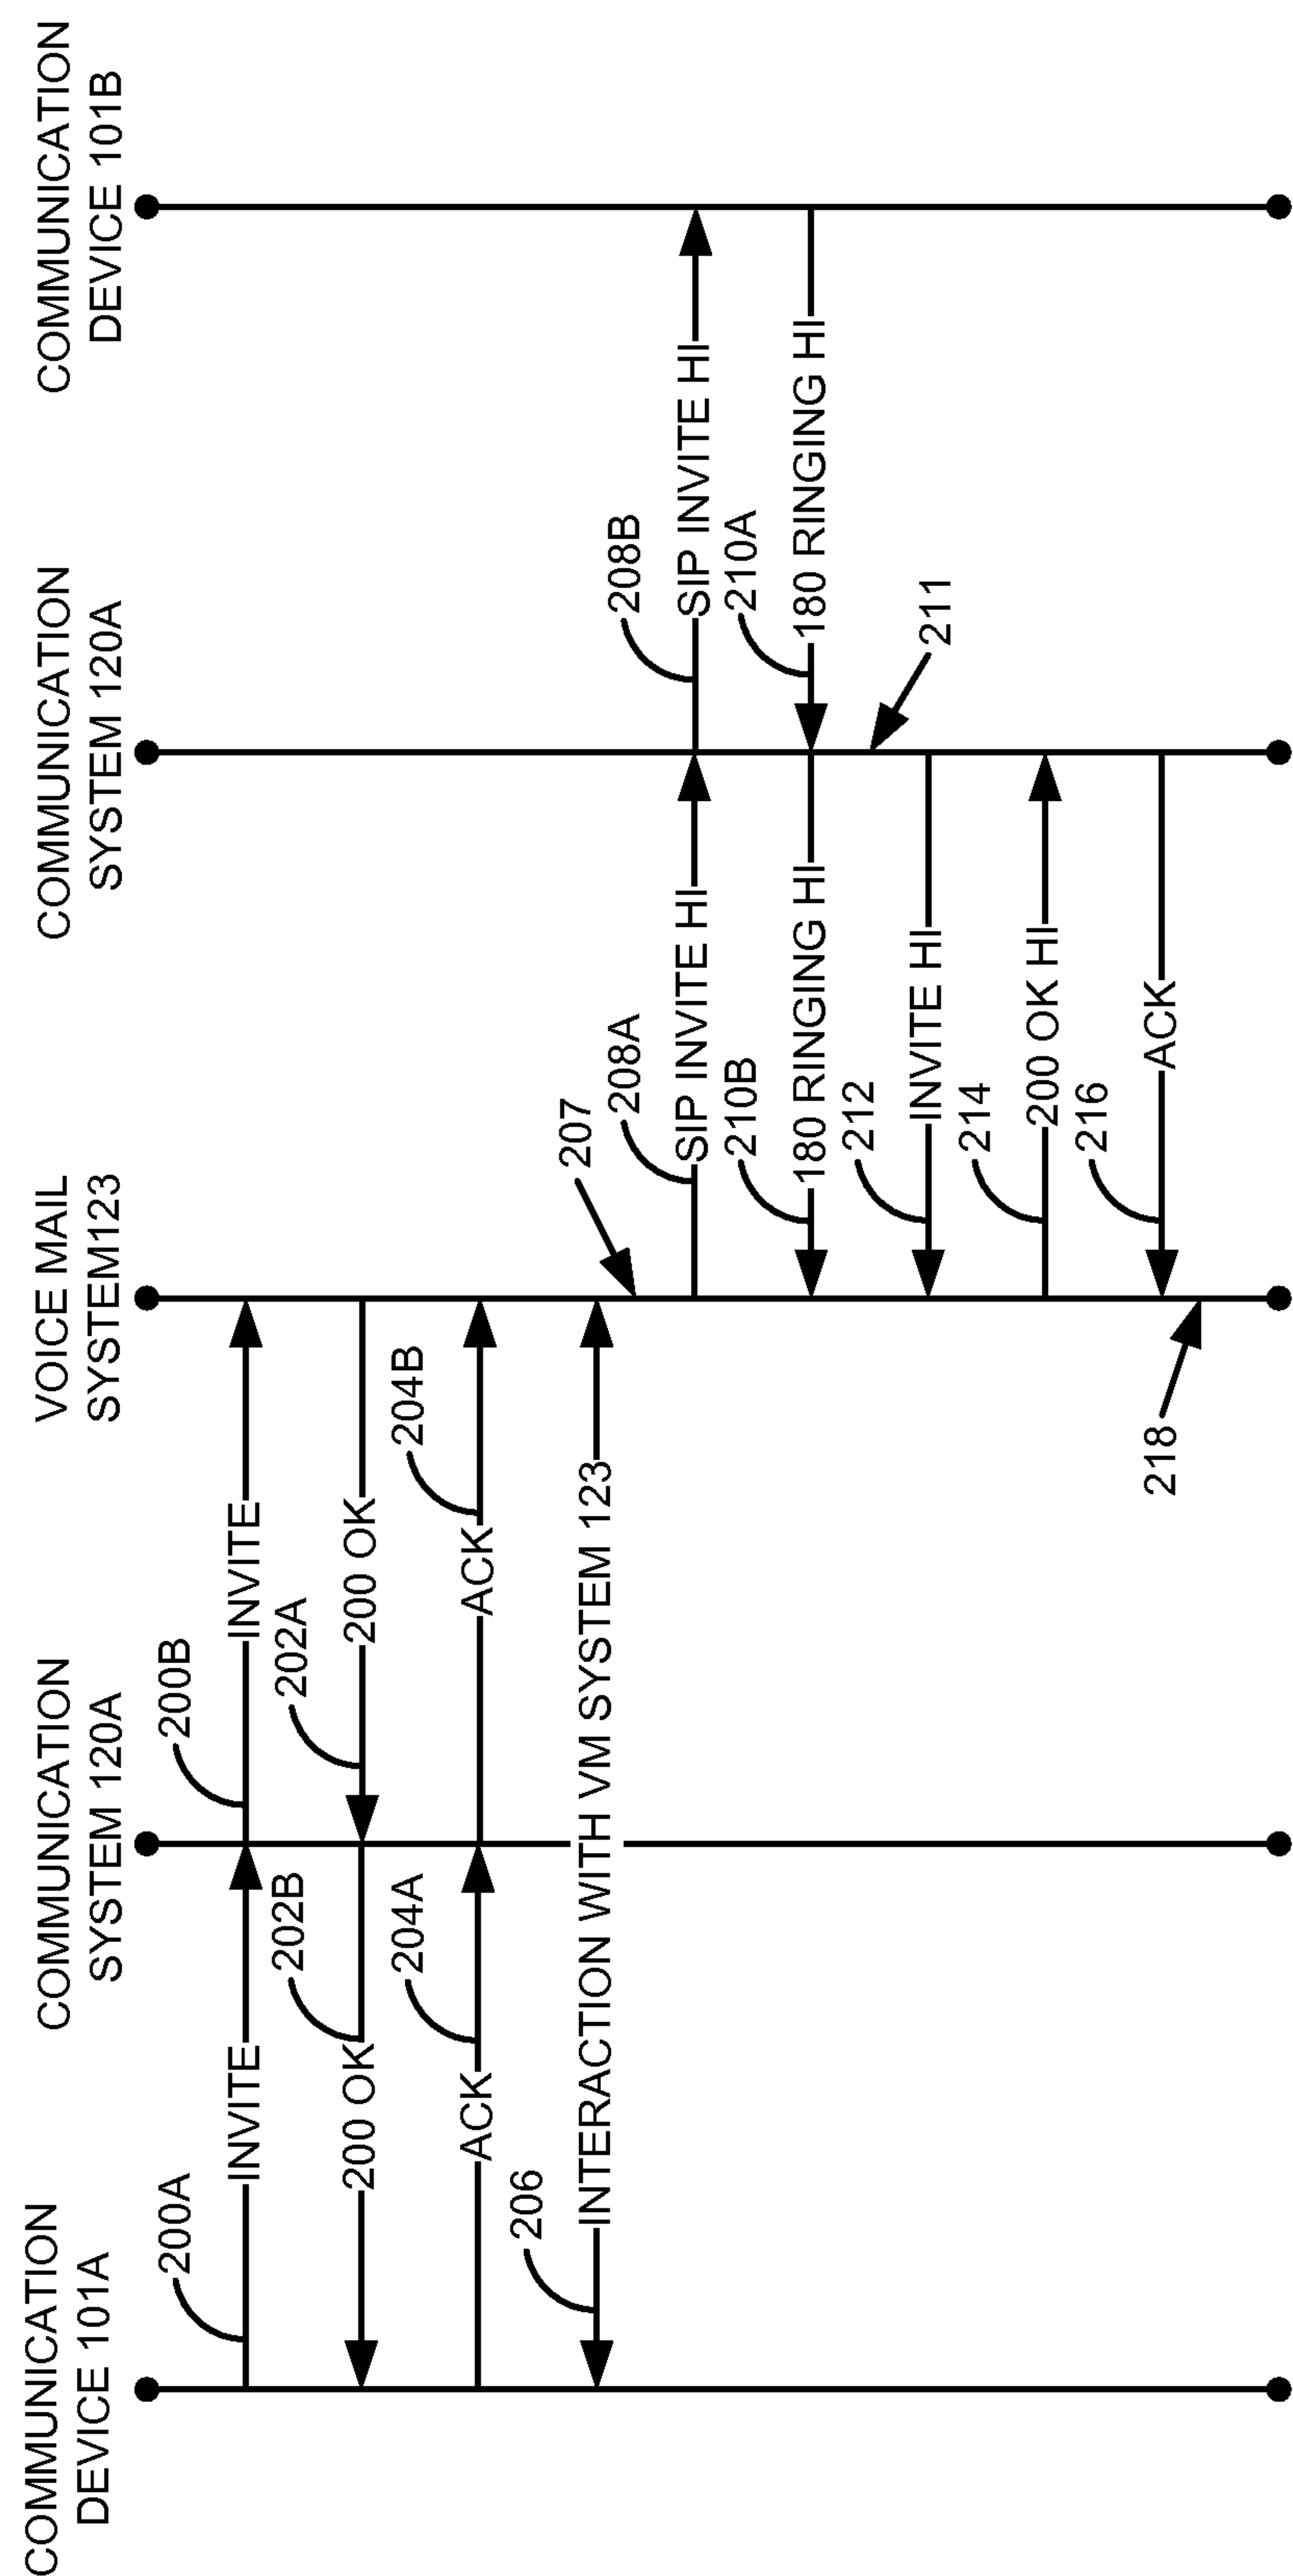 COMMUNICATION
DEVICE 101A
COMMUNICATION
SYSTEM 120A
VOICE MAIL
SYSTEM123
COMMUNICATION
SYSTEM 120A
COMMUNICATION
DEVICE 101B
200A
INVITE
200B
INVITE
202B
200 OK
202A
200 OK
204A
ACK
204B
ACK
206
INTERACTION WITH VM SYSTEM 123
207
208A
SIP INVITE HI
208B
SIP INVITE HI
210B
180 RINGING HI
210A
180 RINGING HI
211
212
INVITE HI
214
200 OK HI
216
ACK
218